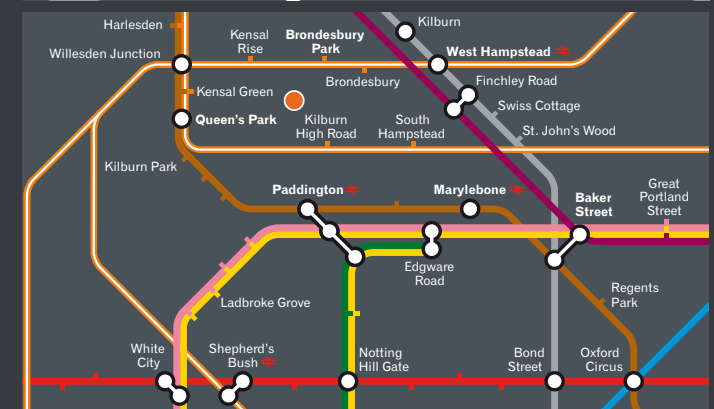 Kilburn
Harlesden
Kensal
Rise
Brondesbury
Park
West Hampstead
Willesden Junction
Brondesbury
Finchley Road
Kensal Green
Swiss Cottage
Queen's Park
Kilburn
High Road
South
Hampstead
St. John's Wood
Kilburn Park
Paddington
Marylebone
Baker
Street
Great
Portland
Street
Edgware
Road
Ladbroke Grove
Regents
Park
White
City
Shepherd's
Bush
Notting
Hill Gate
Bond
Street
Oxford
Circus